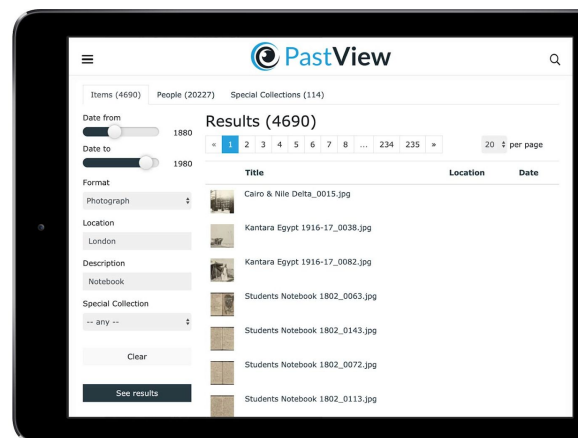 PastView
Items (4690) People (20227) Special Collections (114)
Date from
1880
Date to
1980
Format
Photograph
Location
London
Description
Notebook
Special Collection
-- any --
Clear
See results
Results (4690)
« 1 2 3 4 5 6 7 8 ... 234 235 »
20 per page
Title Location Date
Cairo & Nile Delta_0015.jpg
Kantara Egypt 1916-17_0038.jpg
Kantara Egypt 1916-17_0082.jpg
Students Notebook 1802_0063.jpg
Students Notebook 1802_0143.jpg
Students Notebook 1802_0072.jpg
Students Notebook 1802_0113.jpg